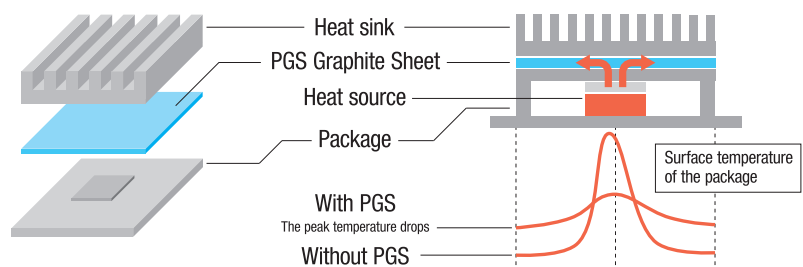 Heat sink
PGS Graphite Sheet
Heat source
Package
Surface temperature
of the package
With PGS
The peak temperature drops
Without PGS